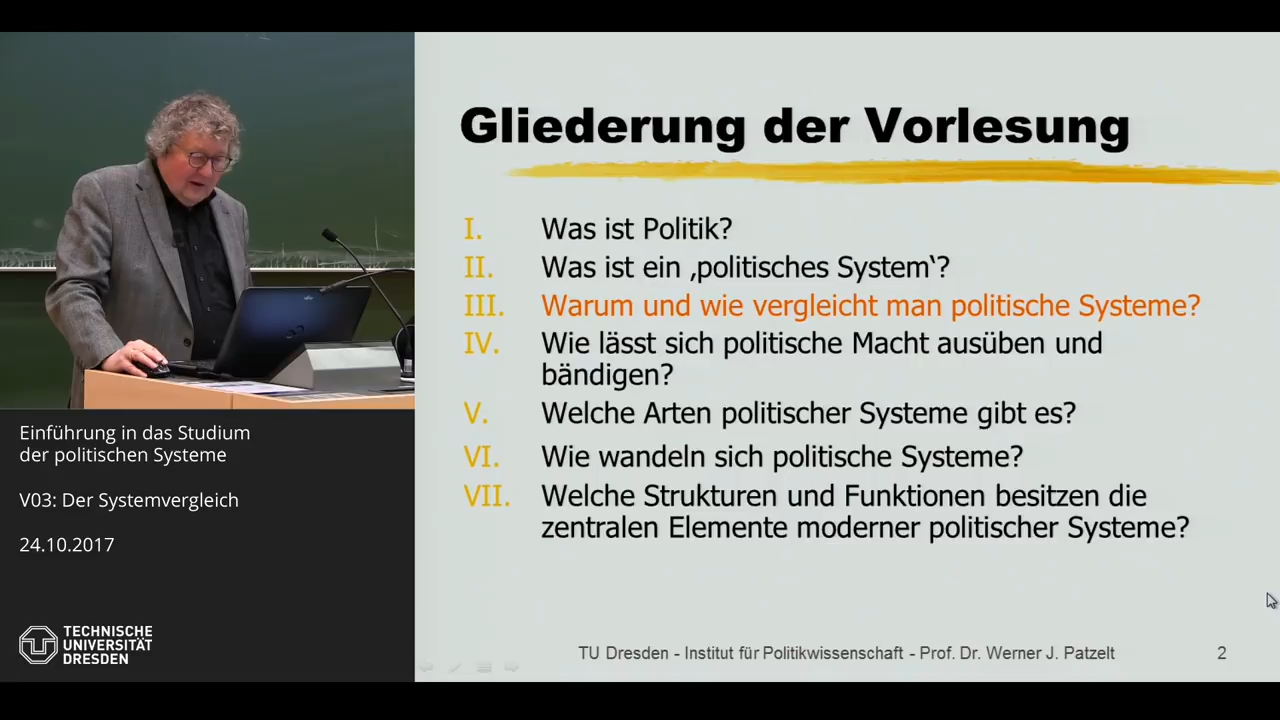 Gliederung der Vorlesung
I. Was ist Politik?
II. Was ist ein ‚politisches System‘?
III. Warum und wie vergleicht man politische Systeme?
IV. Wie lässt sich politische Macht ausüben und
bändigen?
V. Welche Arten politischer Systeme gibt es?
VI. Wie wandeln sich politische Systeme?
VII. Welche Strukturen und Funktionen besitzen die
zentralen Elemente moderner politischer Systeme?
TU Dresden - Institut für Politikwissenschaft - Prof. Dr. Werner J. Patzelt 2
Einführung in das Studium
der politischen Systeme
V03: Der Systemvergleich
24.10.2017
TECHNISCHE
UNIVERSITÄT
DRESDEN